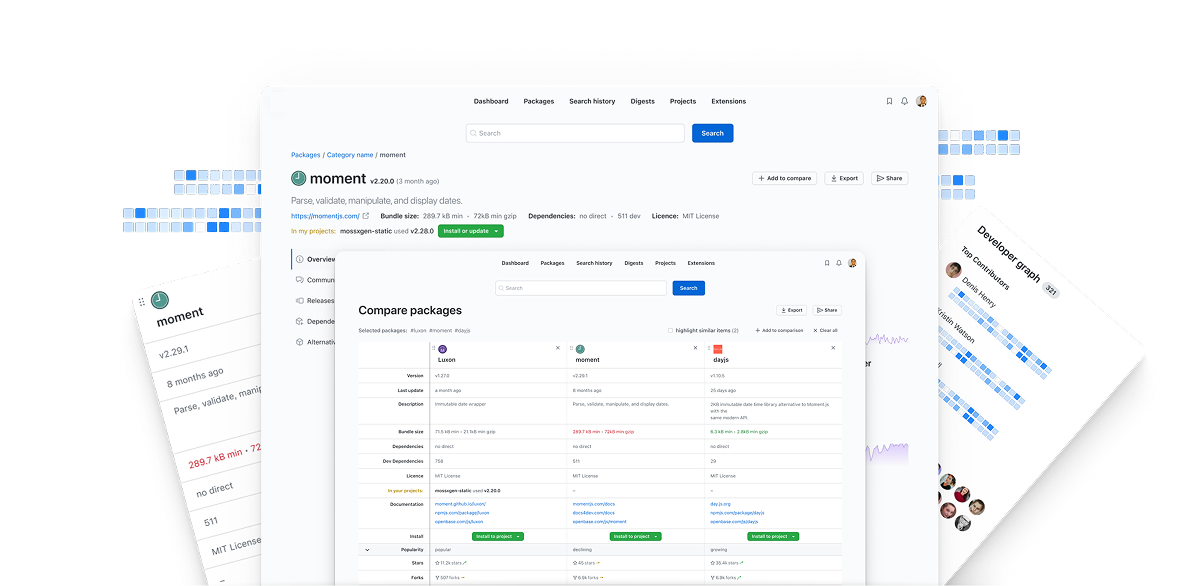 Dashboard Packages Search history Digests Projects Extensions
Search Search
Packages / Category name / moment
moment v2.20.0 (3 month ago)
Add to compare Export Share
Parse, validate, manipulate, and display dates.
https://momentjs.com/ Bundle size: 289.7 kB min - 72kB min gzip Dependencies: no direct - 511 dev Licence: MIT License
In my projects: mossxgen-static used v2.28.0 Install or update
Overview
Commun
Releases
Depende
Alternativ
er
Dashboard Packages Search history Digests Projects Extensions
Search Search
Compare packages
Export Share
Selected packages: #luxon #moment #dayjs
highlight similar items (2) Add to comparison Clear all
Luxon moment dayjs
Version v1.27.0 v2.29.1 v1.10.5
Last update a month ago 8 months ago 25 days ago
Description Immutable date wrapper Parse, validate, manipulate, and display dates. 2KB immutable date time library alternative to Moment.js
with the
same modern API.
Bundle size 71.5 kB min - 21.1kB min gzip 289.7 kB min - 72kB min gzip 6.3 kB min - 2.8kB min gzip
Dependencies no direct no direct no direct
Dev Dependencies 758 511 29
Licence MIT License MIT License MIT License
In your projects: mossxgen-static used v2.20.0 – –
Documentation moment.github.io/luxon/ momentjs.com/docs day.js.org
npmjs.com/package/luxon docs4dev.com/docs npmjs.com/package/dayjs
openbase.com/js/luxon openbase.com/js/moment openbase.com/js/dayjs
Install Install to project Install to project Install to project
Popularity popular declining growing
Stars 11.2k stars 45 stars 35.4k stars
Forks 507 forks 6.9k forks 6.9k forks
moment
v2.29.1
8 months ago
Parse, validate, manip
289.7 kB min • 72
no direct
511
MIT License
–
Developer graph 321
Top Contributors
Denis Henry
Kristin Watson